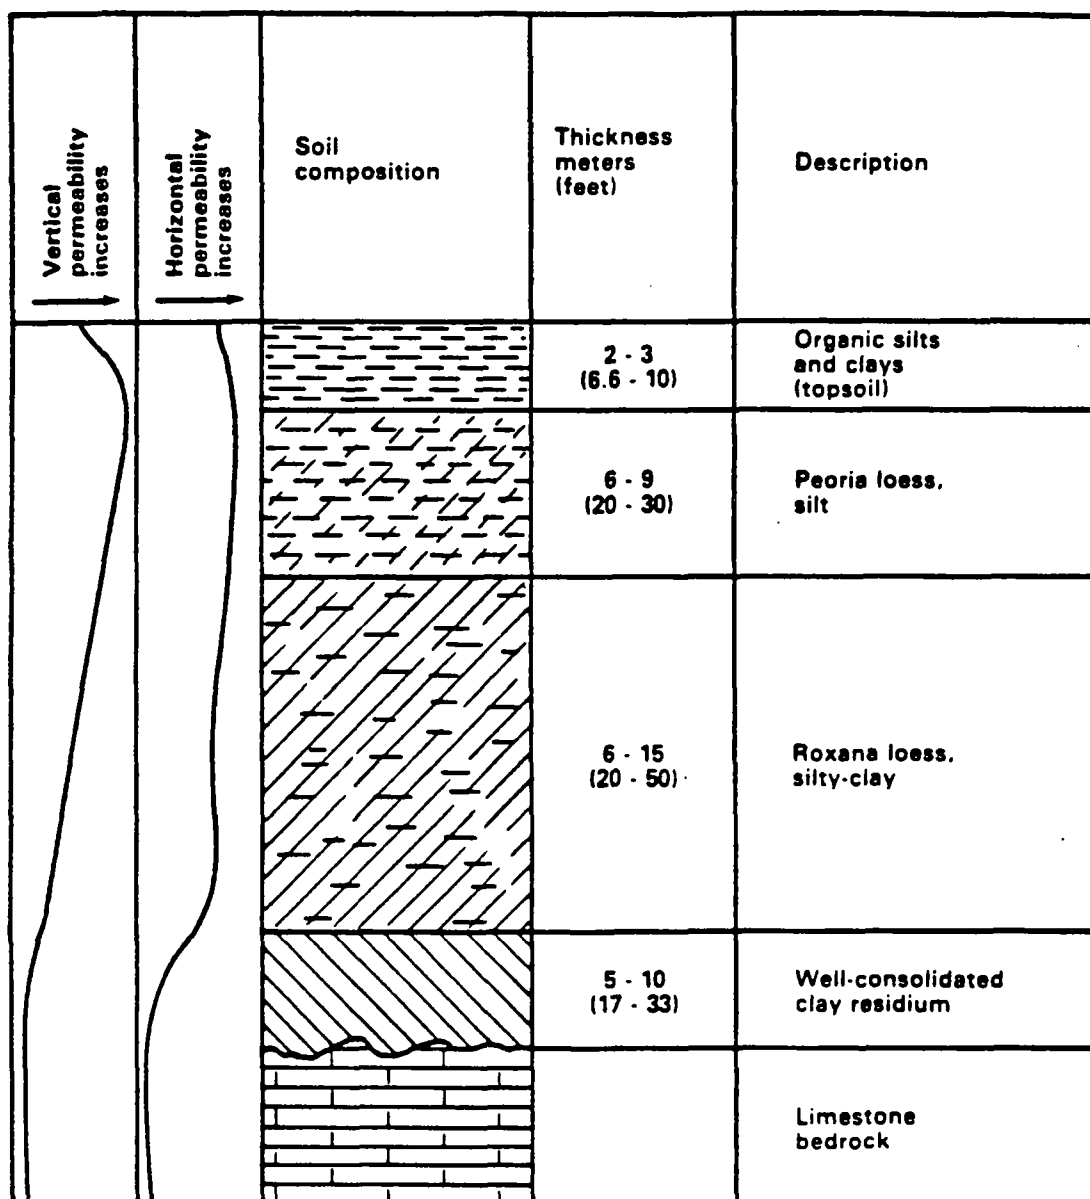 Vertical
permeability
increases
Horizontal
permeability
increases
Soil
composition
Thickness
meters
(feet)
Description
2 - 3
(6.6 - 10)
Organic silts
and clays
(topsoil)
6 - 9
(20 - 30)
Peoria loess,
silt
6 - 15
(20 - 50)
Roxana loess,
silty-clay
5 - 10
(17 - 33)
Well-consolidated
clay residium
Limestone
bedrock